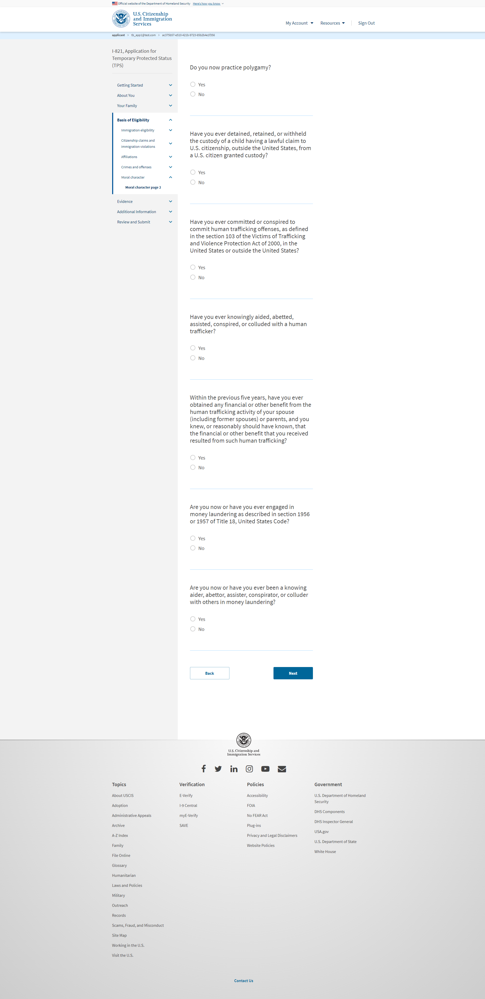 Official website of the Department of Homeland Security Here's how you know
U.S. Citizenship
and Immigration
Services
My Account
Resources
Sign Out
applicant > tb_app1@test.com > ac375b57-e510-421b-9723-65b2b4e1f356
I-821, Application for
Temporary Protected Status
(TPS)
Getting Started
About You
Your Family
Basis of Eligibility
Immigration eligibility
Citizenship claims and
immigration violations
Affiliations
Crimes and offenses
Moral character
Moral character page 2
Evidence
Additional Information
Review and Submit
Do you now practice polygamy?
Yes
No
Have you ever detained, retained, or withheld
the custody of a child having a lawful claim to
U.S. citizenship, outside the United States, from
a U.S. citizen granted custody?
Yes
No
Have you ever committed or conspired to
commit human trafficking offenses, as defined
in the section 103 of the Victims of Trafficking
and Violence Protection Act of 2000, in the
United States or outside the United States?
Yes
No
Have you ever knowingly aided, abetted,
assisted, conspired, or colluded with a human
trafficker?
Yes
No
Within the previous five years, have you ever
obtained any financial or other benefit from the
human trafficking activity of your spouse
(including former spouses) or parents, and you
knew, or reasonably should have known, that
the financial or other benefit that you received
resulted from such human trafficking?
Yes
No
Are you now or have you ever engaged in
money laundering as described in section 1956
or 1957 of Title 18, United States Code?
Yes
No
Are you now or have you ever been a knowing
aider, abettor, assister, conspirator, or colluder
with others in money laundering?
Yes
No
Back
Next
U.S. Citizenship and
Immigration Services
Topics
About USCIS
Adoption
Administrative Appeals
Archive
A-Z Index
Family
File Online
Glossary
Humanitarian
Laws and Policies
Military
Outreach
Records
Scams, Fraud, and Misconduct
Site Map
Working in the U.S.
Visit the U.S.
Verification
E-Verify
I-9 Central
myE-Verify
SAVE
Policies
Accessibility
FOIA
No FEAR Act
Plug-ins
Privacy and Legal Disclaimers
Website Policies
Government
U.S. Department of Homeland
Security
DHS Components
DHS Inspector General
USA.gov
U.S. Department of State
White House
Contact Us